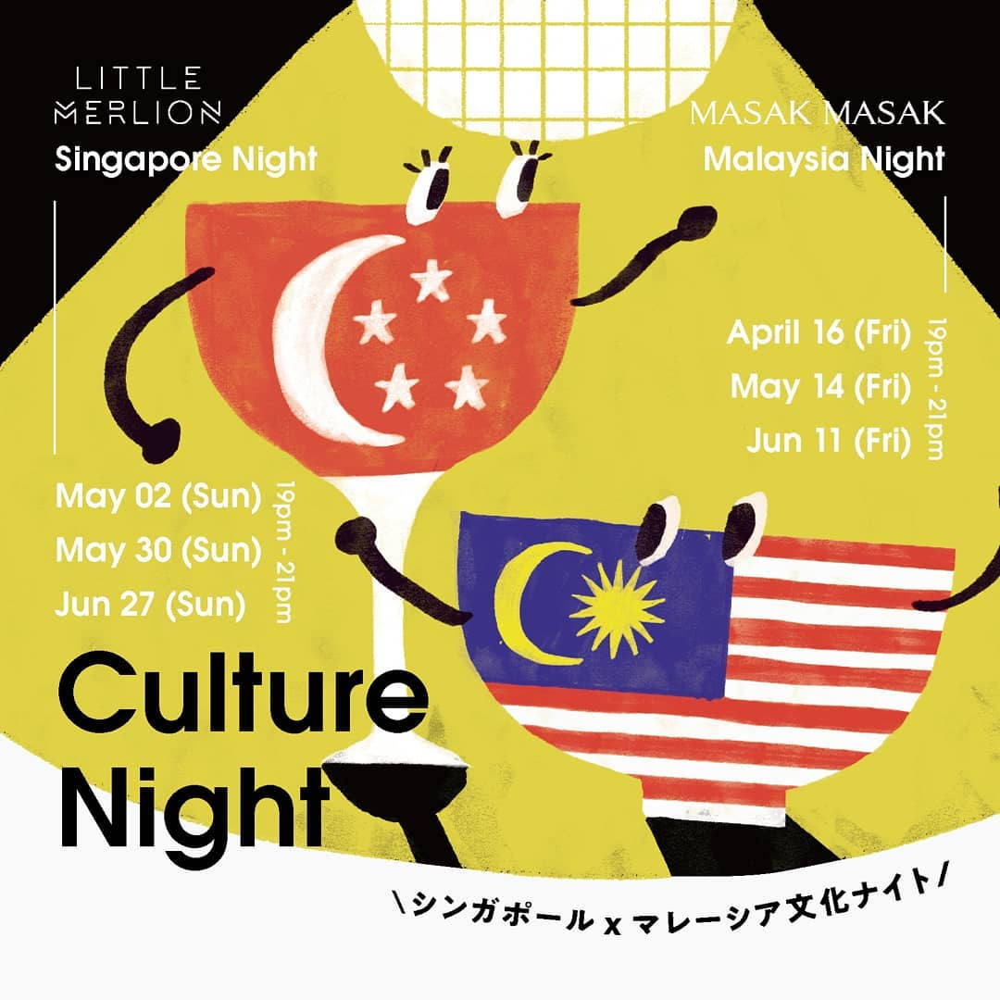 LITTLE
MERLION
Singapore Night
MASAK MASAK
Malaysia Night
April 16 (Fri)
May 14 (Fri)
Jun 11 (Fri)
19pm - 21pm
May 02 (Sun)
May 30 (Sun)
Jun 27 (Sun)
19pm - 21pm
Culture
Night
\シンガポール x マレーシア文化ナイト/